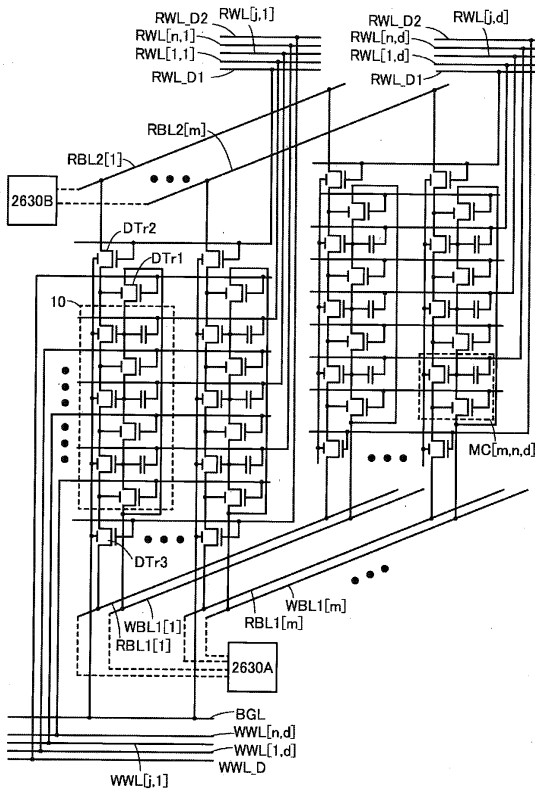 RWL_D2
RWL[n,1]
RWL[j,1]
RWL[1,1]
RWL_D1
RWL_D2
RWL[j,d]
RWL[n,d]
RWL[1,d]
RWL_D1
RBL2[m]
RBL2[1]
2630B
DTr2
DTr1
10
MC[m,n,d]
DTr3
WBL1[1]
RBL1[1]
WBL1[m]
RBL1[m]
2630A
BGL
WWL[n,d]
WWL[1,d]
WWL_D
WWL[j,1]